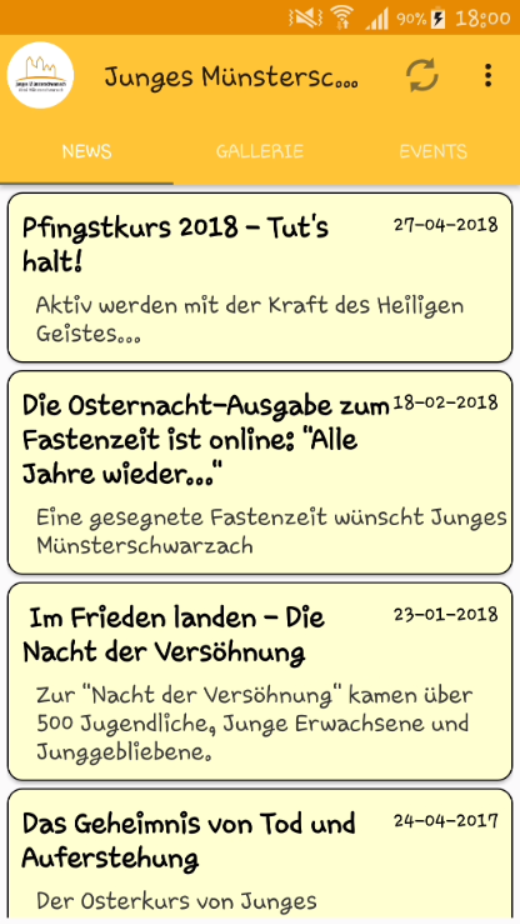 90% 18:00
Junges Münstersc...
NEWS GALLERIE EVENTS
Pfingstkurs 2018 - Tut's 27-04-2018
halt!
Aktiv werden mit der Kraft des Heiligen
Geistes...
Die Osternacht-Ausgabe zum 18-02-2018
Fastenzeit ist online: "Alle
Jahre wieder..."
Eine gesegnete Fastenzeit wünscht Junges
Münsterschwarzach
Im Frieden landen - Die 23-01-2018
Nacht der Versöhnung
Zur "Nacht der Versöhnung" kamen über
500 Jugendliche, Junge Erwachsene und
Junggebliebene.
Das Geheimnis von Tod und 24-04-2017
Auferstehung
Der Osterkurs von Junges